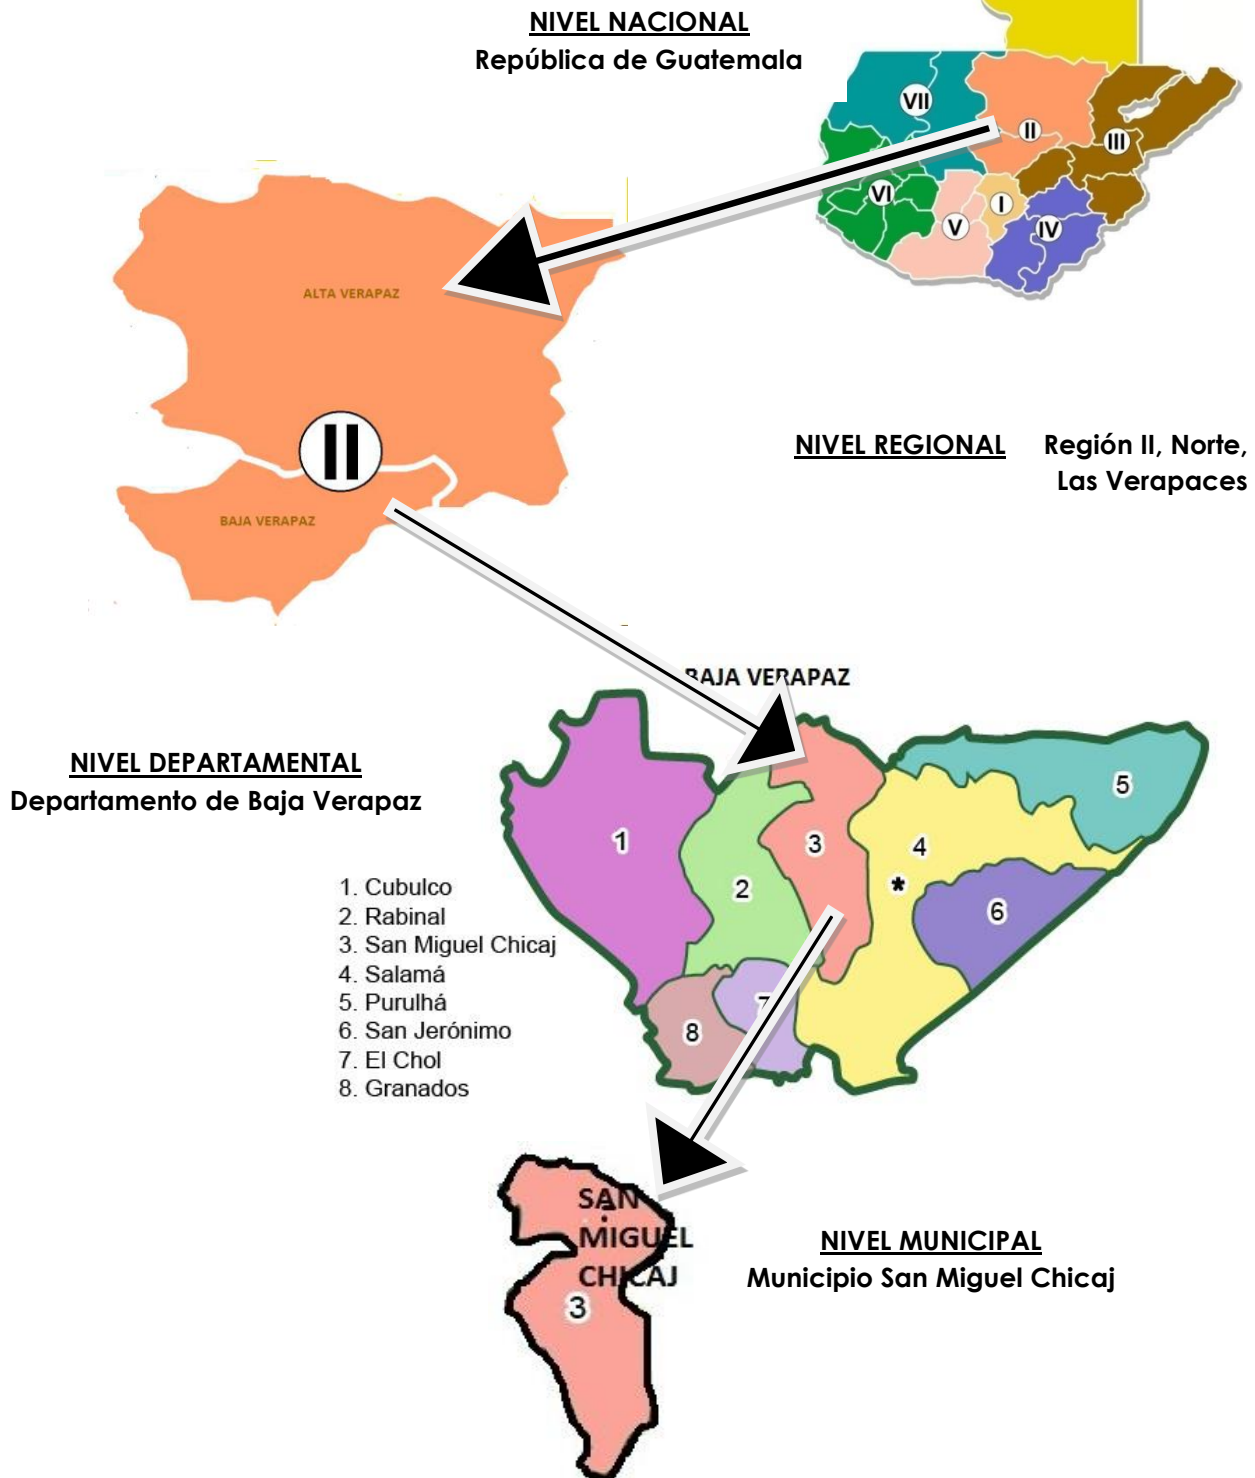 NIVEL NACIONAL
República de Guatemala
VII
II
III
VI
I
V
IV
ALTA VERAPAZ
II
BAJA VERAPAZ
NIVEL REGIONAL Región II, Norte,
Las Verapaces
BAJA VERAPAZ
NIVEL DEPARTAMENTAL
Departamento de Baja Verapaz
1
2
3
4
*
5
6
7
8
1. Cubulco
2. Rabinal
3. San Miguel Chicaj
4. Salamá
5. Purulhá
6. San Jerónimo
7. El Chol
8. Granados
SAN
MIGUEL
CHICAJ
3
NIVEL MUNICIPAL
Municipio San Miguel Chicaj